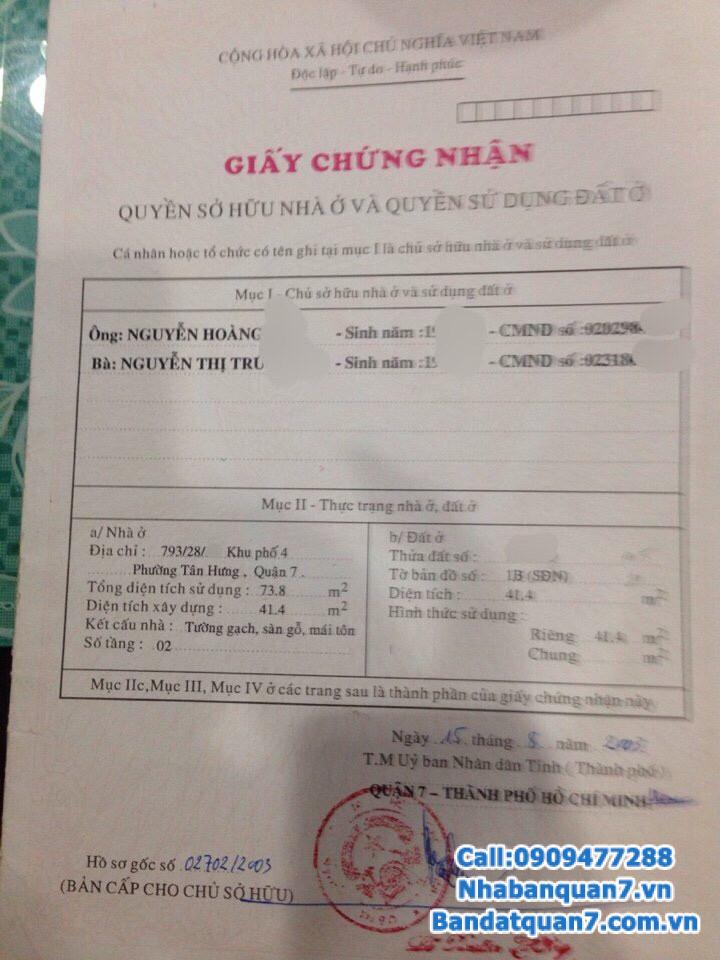 CỘNG HÒA XÃ HỘI CHỦ NGHĨA VIỆT NAM
Độc lập - Tự do - Hạnh phúc
GIẤY CHỨNG NHẬN
QUYỀN SỞ HỮU NHÀ Ở VÀ QUYỀN SỬ DỤNG ĐẤT Ở
Cá nhân hoặc tổ chức có tên ghi tại mục I là chủ sở hữu nhà ở và sử dụng đất ở
Mục I - Chủ sở hữu nhà ở và sử dụng đất ở
Ông: NGUYỄN HOÀNG - Sinh năm :1 - CMND số :020298
Bà: NGUYỄN THỊ TRU - Sinh năm :1 - CMND số :02318
Mục II - Thực trạng nhà ở, đất ở
a/ Nhà ở
Địa chỉ : 793/28/ Khu phố 4
Phường Tân Hưng , Quận 7 .
Tổng diện tích sử dụng : 73.8 m2
Diện tích xây dựng : 41.4 m2
Kết cấu nhà : Tường gạch, sàn gỗ, mái tôn
Số tầng : 02
b/ Đất ở
Thửa đất số :
Tờ bản đồ số : 1B (SĐN)
Diện tích : 41.4 m2
Hình thức sử dụng :
Riêng 41.4 m2
Chung m2
Mục IIc,Mục III, Mục IV ở các trang sau là thành phần của giấy chứng nhận này
Ngày 15 tháng 8 năm 2003
T.M Uỷ ban Nhân dân Tỉnh ( Thành phố )
QUẬN 7 – THÀNH PHỐ HỒ CHÍ MINH
Hồ sơ gốc số 02702/2003
(BẢN CẤP CHO CHỦ SỞ HỮU)
Call:0909477288
Nhabanquan7.vn
Bandatquan7.com.vn